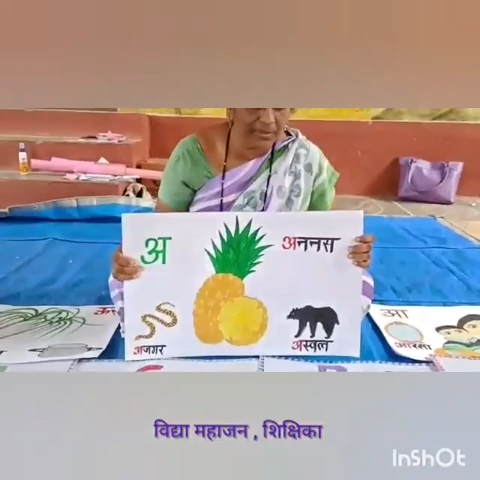 अ
अननस
अजगर
अस्वल
आ
आरसा
विद्या महाजन , शिक्षिका
InShOt